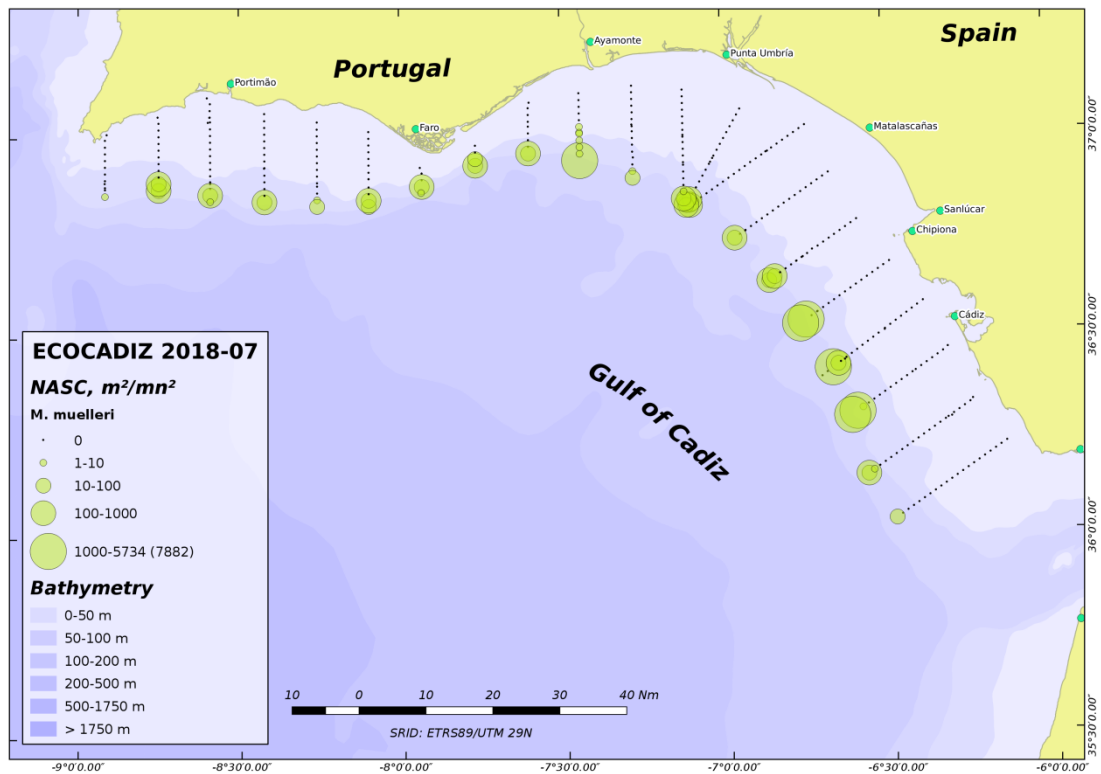 Spain
Portugal
Ayamonte
Punta Umbría
Portimão
Faro
Matalascañas
Sanlúcar
Chipiona
Cádiz
Gulf of Cadiz
37°0'0.00"
36°30'0.00"
36°0'0.00"
35°30'0.00"
ECOCADIZ 2018-07
NASC, m²/mn²
M. muelleri
0
1-10
10-100
100-1000
1000-5734 (7882)
Bathymetry
0-50 m
50-100 m
100-200 m
200-500 m
500-1750 m
> 1750 m
10 0 10 20 30 40 Nm
SRID: ETRS89/UTM 29N
-9°0'0.00" -8°30'0.00" -8°0'0.00" -7°30'0.00" -7°0'0.00" -6°30'0.00" -6°0'0.00"